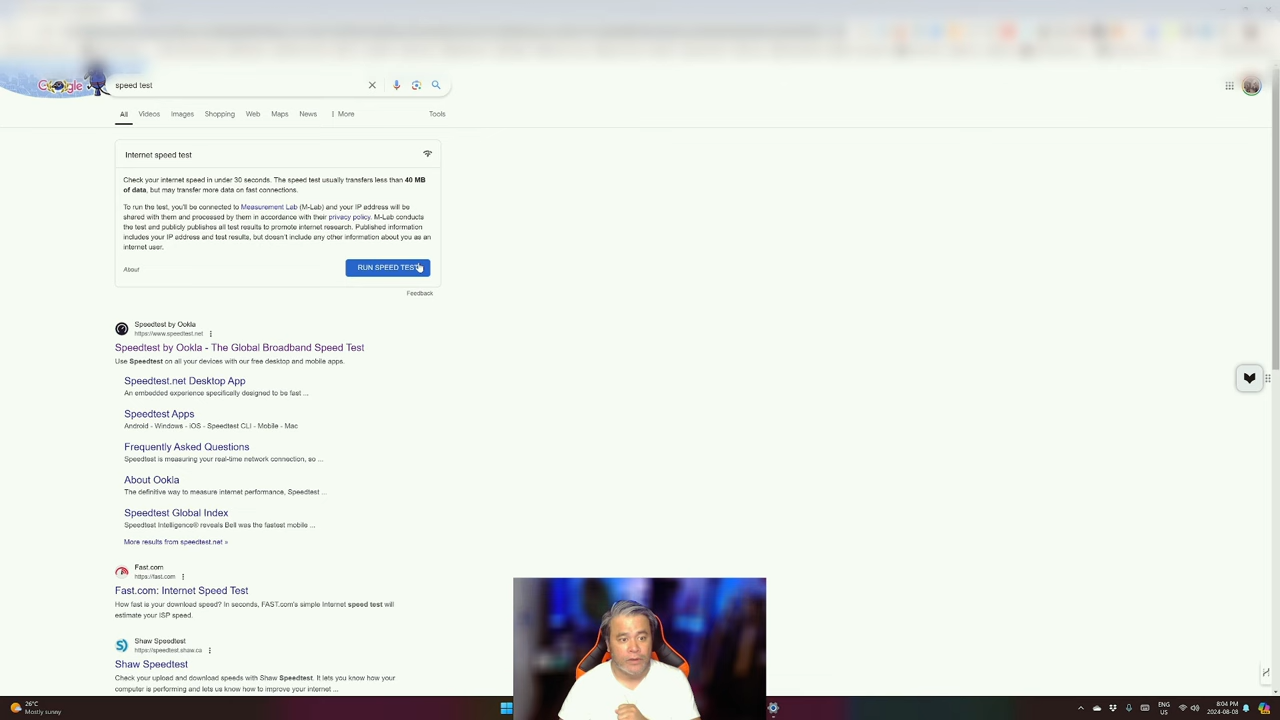 Google
speed test
All Videos Images Shopping Web Maps News More Tools
Internet speed test
Check your internet speed in under 30 seconds. The speed test usually transfers less than 40 MB
of data, but may transfer more data on fast connections.
To run the test, you'll be connected to Measurement Lab (M-Lab) and your IP address will be
shared with them and processed by them in accordance with their privacy policy. M-Lab conducts
the test and publicly publishes all test results to promote internet research. Published information
includes your IP address and test results, but doesn't include any other information about you as an
internet user.
About
RUN SPEED TEST
Feedback
Speedtest by Ookla
https://www.speedtest.net
Speedtest by Ookla - The Global Broadband Speed Test
Use Speedtest on all your devices with our free desktop and mobile apps.
Speedtest.net Desktop App
An embedded experience specifically designed to be fast ...
Speedtest Apps
Android - Windows - iOS - Speedtest CLI - Mobile - Mac
Frequently Asked Questions
Speedtest is measuring your real-time network connection, so ...
About Ookla
The definitive way to measure internet performance, Speedtest ...
Speedtest Global Index
Speedtest Intelligence® reveals Bell was the fastest mobile ...
More results from speedtest.net »
Fast.com
https://fast.com
Fast.com: Internet Speed Test
How fast is your download speed? In seconds, FAST.com's simple Internet speed test will
estimate your ISP speed.
Shaw Speedtest
https://speedtest.shaw.ca
Shaw Speedtest
Check your upload and download speeds with Shaw Speedtest. It lets you know how your
computer is performing and lets us know how to improve your internet ...
26°C
Mostly sunny
ENG
US
8:04 PM
2024-08-08